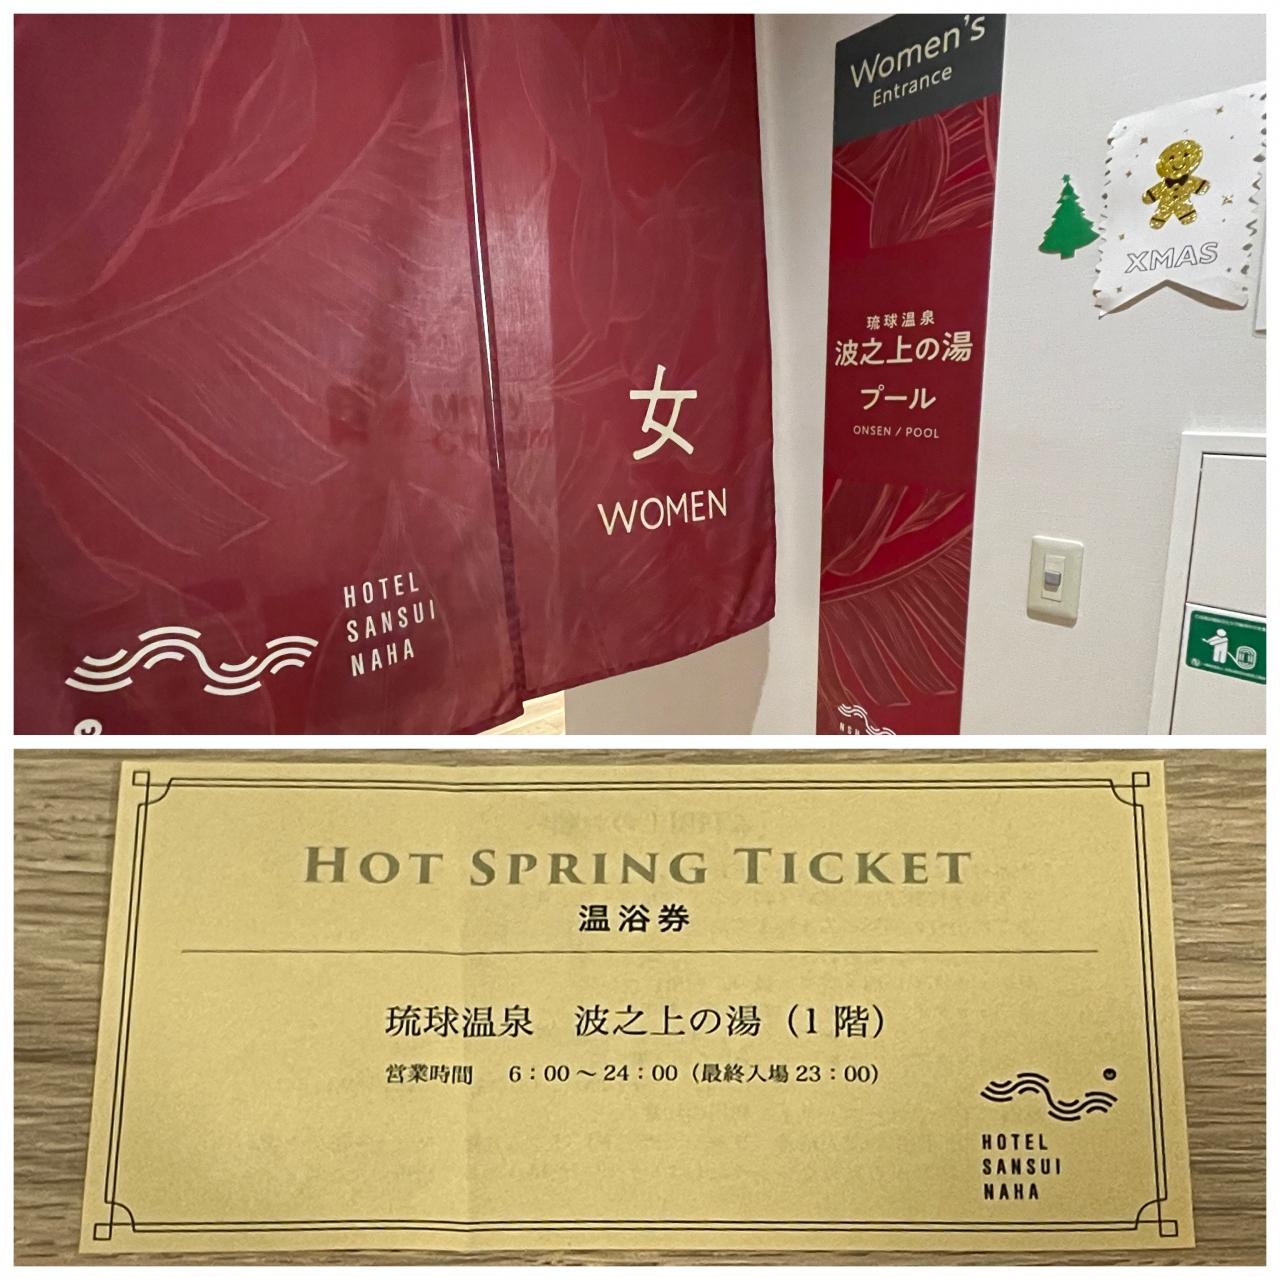 女
WOMEN
HOTEL
SANSUI
NAHA
Women's
Entrance
琉球温泉
波之上の湯
プール
ONSEN / POOL
XMAS
HOT SPRING TICKET
温浴券
琉球温泉　波之上の湯（1 階）
営業時間　6：00～24：00（最終入場 23：00）
HOTEL
SANSUI
NAHA